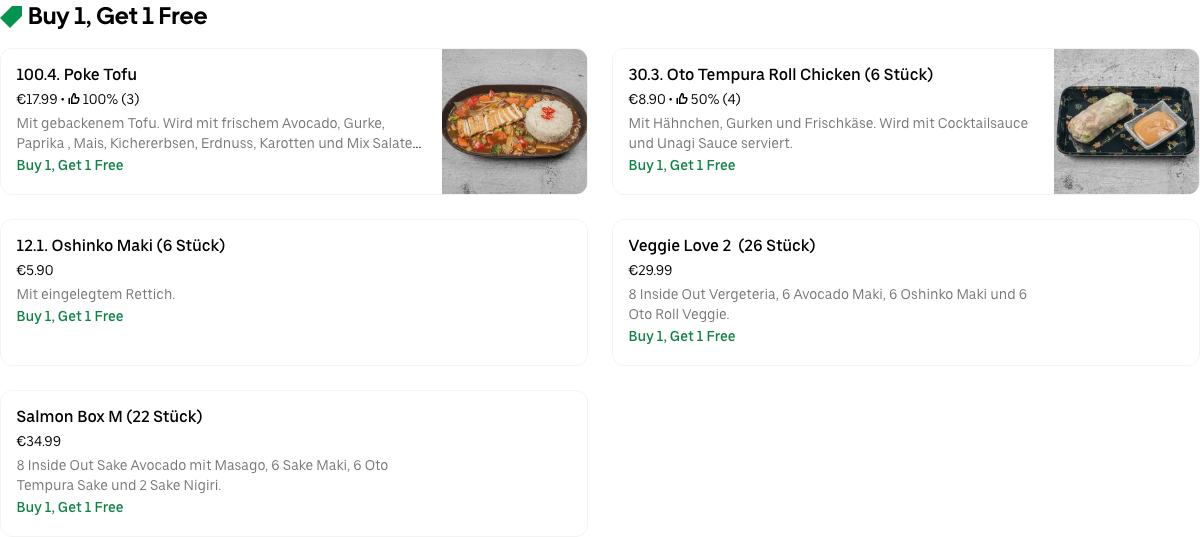 Buy 1, Get 1 Free
100.4. Poke Tofu
€17.99 • 100% (3)
Mit gebackenem Tofu. Wird mit frischem Avocado, Gurke,
Paprika , Mais, Kichererbsen, Erdnuss, Karotten und Mix Salate...
Buy 1, Get 1 Free
30.3. Oto Tempura Roll Chicken (6 Stück)
€8.90 • 50% (4)
Mit Hähnchen, Gurken und Frischkäse. Wird mit Cocktailsauce
und Unagi Sauce serviert.
Buy 1, Get 1 Free
12.1. Oshinko Maki (6 Stück)
€5.90
Mit eingelegtem Rettich.
Buy 1, Get 1 Free
Veggie Love 2  (26 Stück)
€29.99
8 Inside Out Vergeteria, 6 Avocado Maki, 6 Oshinko Maki und 6
Oto Roll Veggie.
Buy 1, Get 1 Free
Salmon Box M (22 Stück)
€34.99
8 Inside Out Sake Avocado mit Masago, 6 Sake Maki, 6 Oto
Tempura Sake und 2 Sake Nigiri.
Buy 1, Get 1 Free